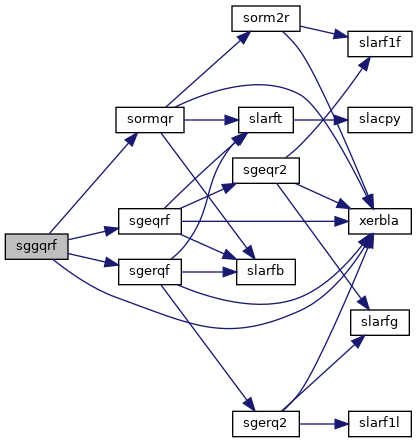 sorm2r
slarf1f
sormqr
slarft
slacpy
sgeqr2
sggqrf
sgeqrf
xerbla
sgerqf
slarfb
slarfg
sgerq2
slarf1l